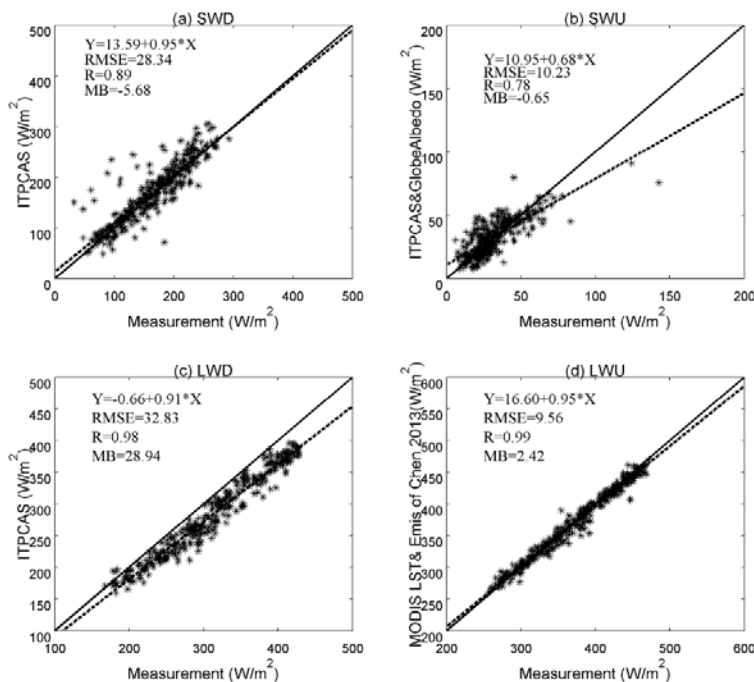 (a) SWD
500
400
300
200
100
0
ITPCAS (W/m²)
Y=13.59+0.95*X
RMSE=28.34
R=0.89
MB=-5.68
0 100 200 300 400 500
Measurement (W/m²)
(b) SWU
200
150
100
50
0
ITPCAS&GlobeAlbedo (W/m²)
Y=10.95+0.68*X
RMSE=10.23
R=0.78
MB=-0.65
0 50 100 150 200
Measurement (W/m²)
(c) LWD
500
450
400
350
300
250
200
150
100
ITPCAS (W/m²)
Y=-0.66+0.91*X
RMSE=32.83
R=0.98
MB=28.94
100 200 300 400 500
Measurement (W/m²)
(d) LWU
600
550
500
450
400
350
300
250
200
MODIS LST& Emis of Chen 2013(W/m²)
Y=16.60+0.95*X
RMSE=9.56
R=0.99
MB=2.42
200 300 400 500 600
Measurement (W/m²)